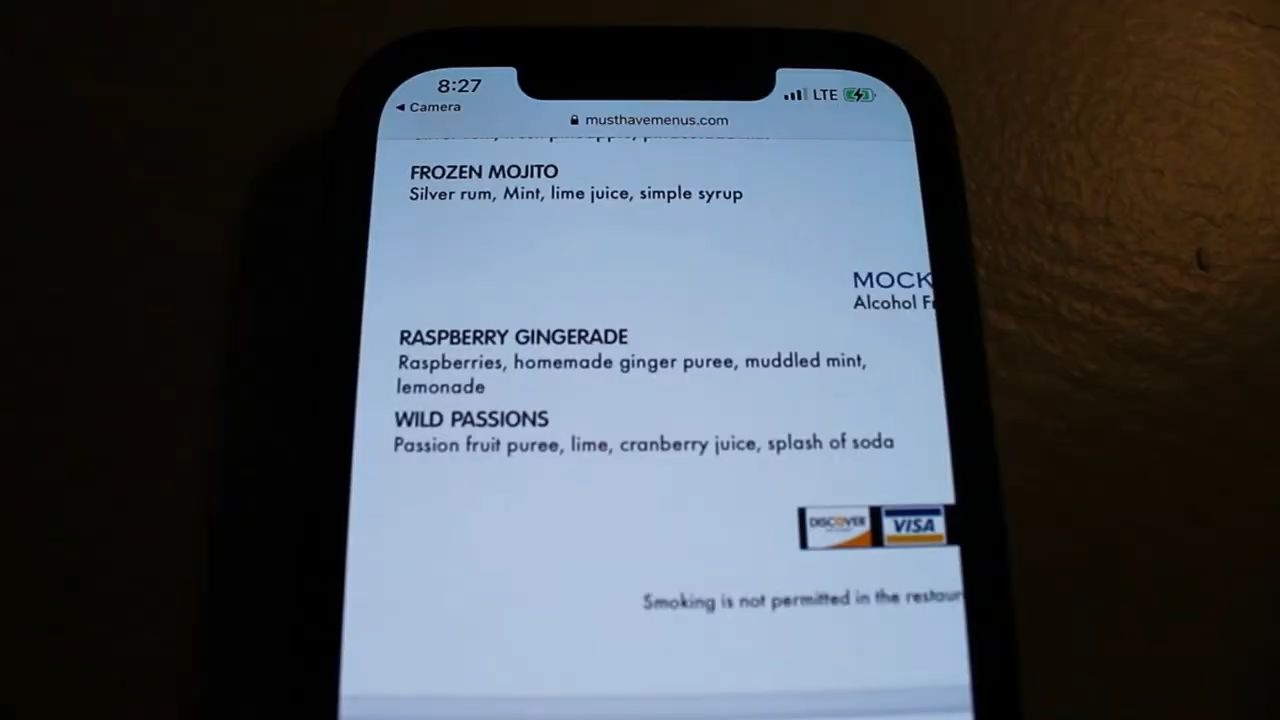 8:27
LTE
Camera
musthavemenus.com
FROZEN MOJITO
Silver rum, Mint, lime juice, simple syrup
MOCK
Alcohol F
RASPBERRY GINGERADE
Raspberries, homemade ginger puree, muddled mint,
lemonade
WILD PASSIONS
Passion fruit puree, lime, cranberry juice, splash of soda
DISCOVER
VISA
Smoking is not permitted in the restaur